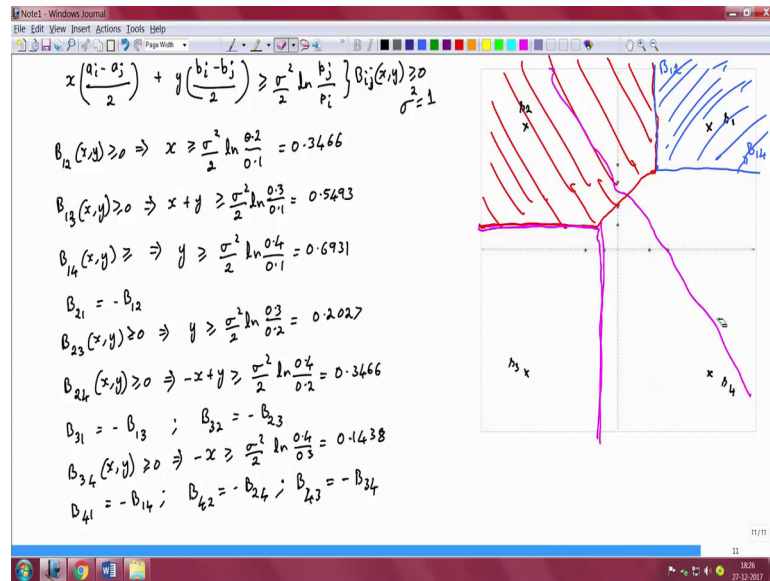 Note1 - Windows Journal
File Edit View Insert Actions Tools Help
Page Width
x((a_i - a_j)/2) + y((b_i - b_j)/2) ≥ σ²/2 ln p_j/p_i } B_ij(x,y) ≥ 0
σ² = 1
B_12(x,y) ≥ 0 ⇒ x ≥ σ²/2 ln 0.2/0.1 = 0.3466
B_13(x,y) ≥ 0 ⇒ x + y ≥ σ²/2 ln 0.3/0.1 = 0.5493
B_14(x,y) ≥ ⇒ y ≥ σ²/2 ln 0.4/0.1 = 0.6931
B_21 = - B_12
B_23(x,y) ≥ 0 ⇒ y ≥ σ²/2 ln 0.3/0.2 = 0.2027
B_24(x,y) ≥ 0 ⇒ -x + y ≥ σ²/2 ln 0.4/0.2 = 0.3466
B_31 = - B_13 ; B_32 = - B_23
B_34(x,y) ≥ 0 ⇒ -x ≥ σ²/2 ln 0.4/0.3 = 0.1438
B_41 = - B_14 ; B_42 = - B_24 ; B_43 = - B_34
B_12
s_2
s_1
B_14
s_3
s_4
11/11
11
18:26
27-12-2017